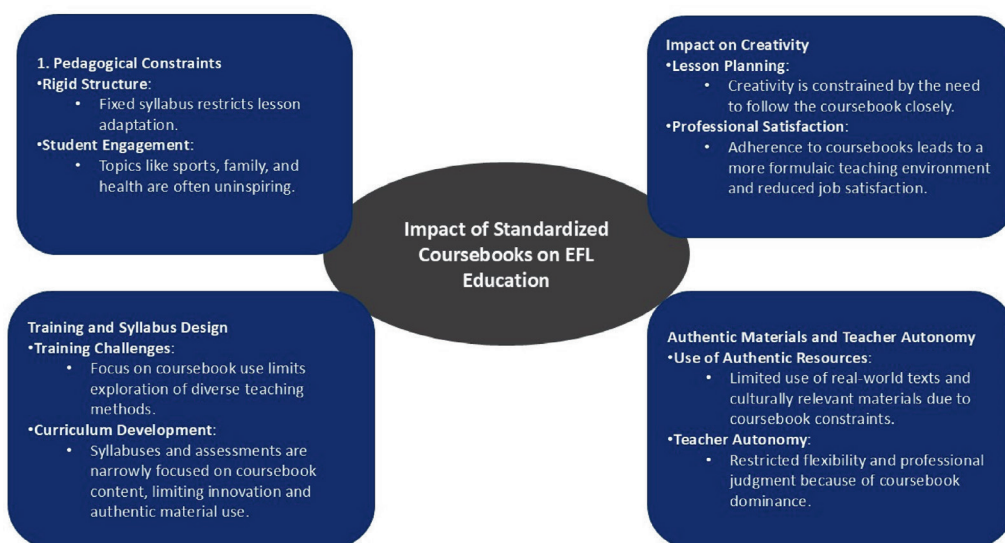 1. Pedagogical Constraints
•Rigid Structure:
• Fixed syllabus restricts lesson
adaptation.
•Student Engagement:
• Topics like sports, family, and
health are often uninspiring.
Impact on Creativity
•Lesson Planning:
• Creativity is constrained by the need
to follow the coursebook closely.
•Professional Satisfaction:
• Adherence to coursebooks leads to a
more formulaic teaching environment
and reduced job satisfaction.
Impact of Standardized
Coursebooks on EFL
Education
Training and Syllabus Design
•Training Challenges:
• Focus on coursebook use limits
exploration of diverse teaching
methods.
•Curriculum Development:
• Syllabuses and assessments are
narrowly focused on coursebook
content, limiting innovation and
authentic material use.
Authentic Materials and Teacher Autonomy
•Use of Authentic Resources:
• Limited use of real-world texts and
culturally relevant materials due to
coursebook constraints.
•Teacher Autonomy:
• Restricted flexibility and professional
judgment because of coursebook
dominance.